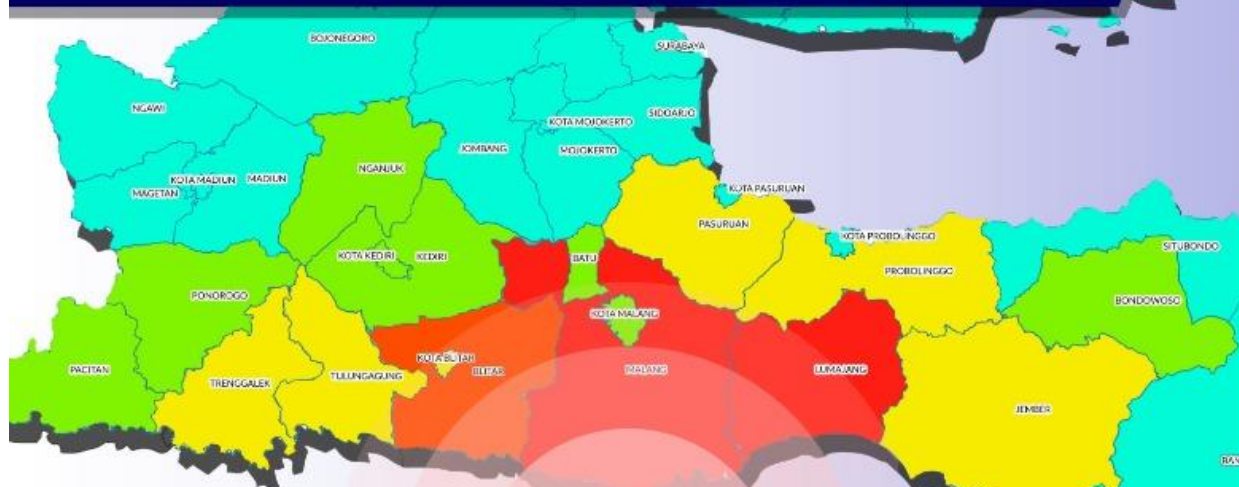 BOJONEGORO
SURABAYA
NGAWI
SIDOARJO
KOTA MOJOKERTO
NGANJUK
JOMBANG
MOJOKERTO
KOTA MADIUN
MADIUN
MAGETAN
KOTA PASURUAN
PASURUAN
KOTA PROBOLINGGO
SITUBONDO
KOTA KEDIRI
KEDIRI
BATU
PROBOLINGGO
PONOROGO
BONDOWOSO
KOTA MALANG
KOTA BLITAR
PACITAN
TRENGGALEK
TULUNGAGUNG
BLITAR
MALANG
LUMAJANG
JEMBER